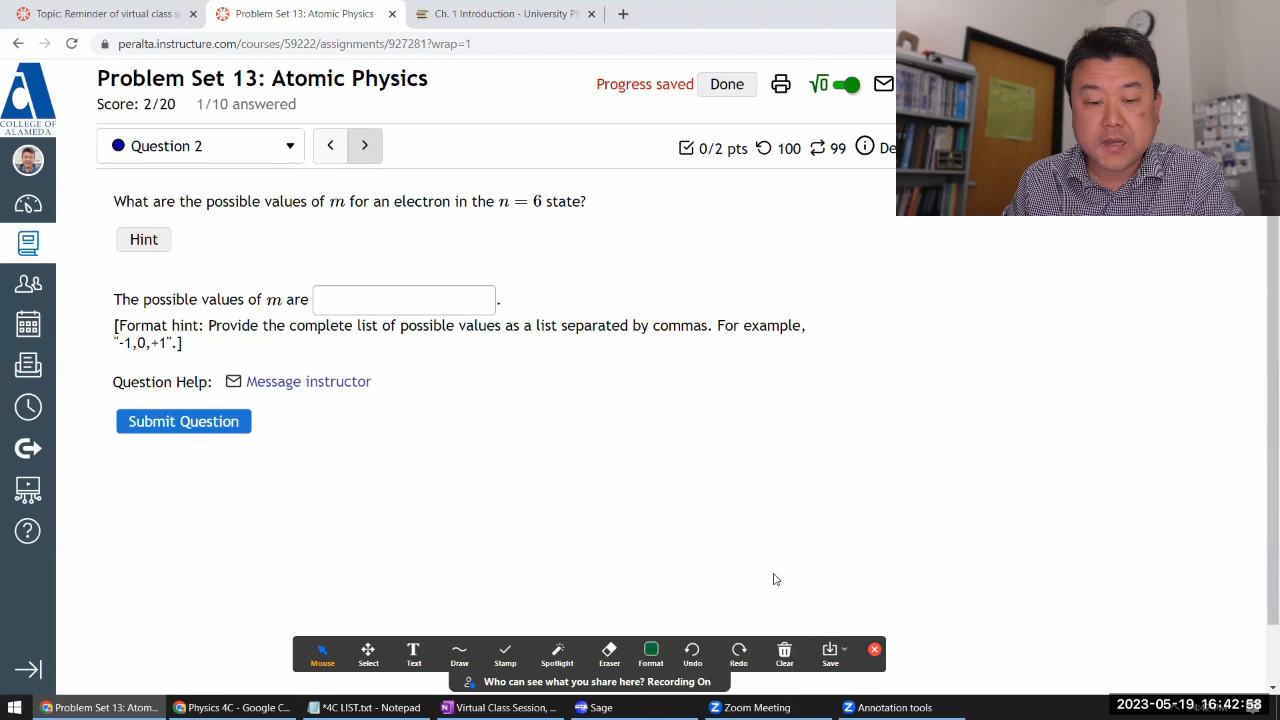 Topic: Reminder of virtual class s
Problem Set 13: Atomic Physics
Ch. 1 Introduction - University P
peralta.instructure.com/courses/59222/assignments/927281?wrap=1
COLLEGE OF
ALAMEDA
Problem Set 13: Atomic Physics
Progress saved
Done
√0
Score: 2/20 1/10 answered
Question 2
<
>
0/2 pts 100 99 De
What are the possible values of m for an electron in the n = 6 state?
Hint
The possible values of m are .
[Format hint: Provide the complete list of possible values as a list separated by commas. For example,
"-1,0,+1".]
Question Help: Message instructor
Submit Question
Mouse Select Text Draw Stamp Spotlight Eraser Format Undo Redo Clear Save
Who can see what you share here? Recording On
Problem Set 13: Atom...
Physics 4C - Google C...
*4C LIST.txt - Notepad
Virtual Class Session, ...
Sage
Zoom Meeting
Annotation tools
2023-05-19 16:42:58